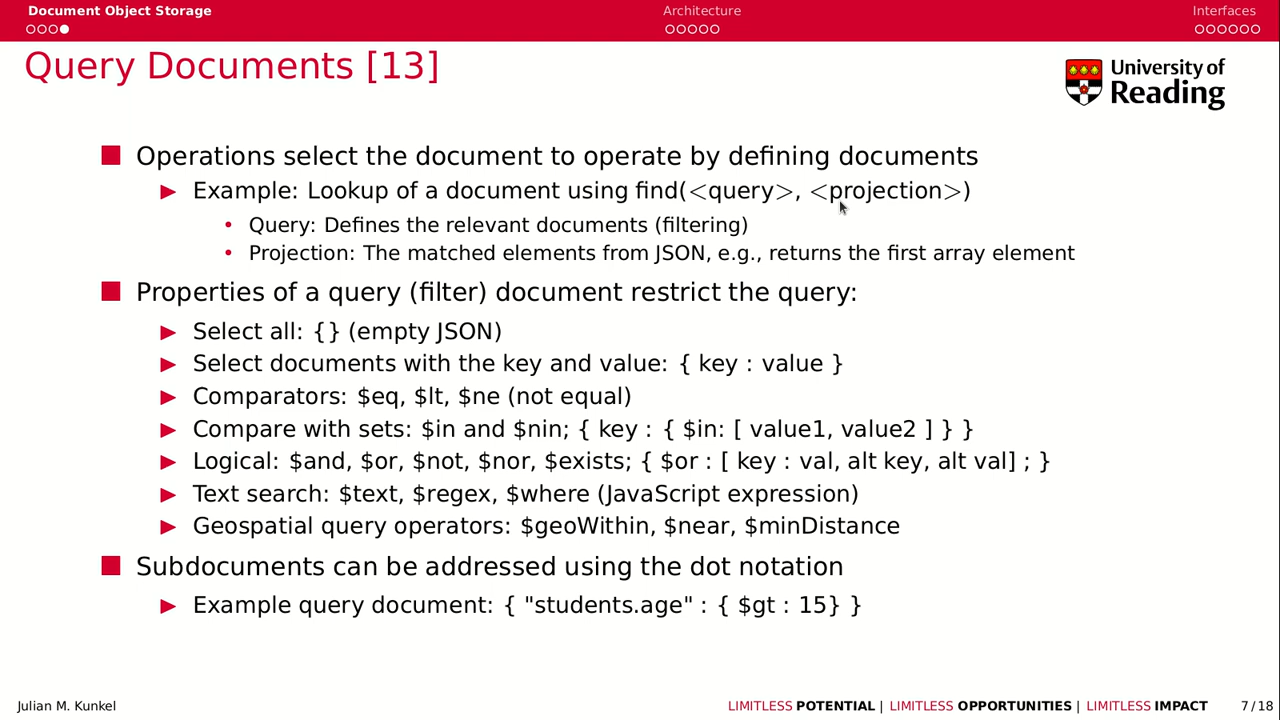 Document Object Storage Architecture Interfaces
Query Documents [13]
University of
Reading
Operations select the document to operate by defining documents
Example: Lookup of a document using find(<query>, <projection>)
Query: Defines the relevant documents (filtering)
Projection: The matched elements from JSON, e.g., returns the first array element
Properties of a query (filter) document restrict the query:
Select all: {} (empty JSON)
Select documents with the key and value: { key : value }
Comparators: $eq, $lt, $ne (not equal)
Compare with sets: $in and $nin; { key : { $in: [ value1, value2 ] } }
Logical: $and, $or, $not, $nor, $exists; { $or : [ key : val, alt key, alt val] ; }
Text search: $text, $regex, $where (JavaScript expression)
Geospatial query operators: $geoWithin, $near, $minDistance
Subdocuments can be addressed using the dot notation
Example query document: { "students.age" : { $gt : 15} }
Julian M. Kunkel LIMITLESS POTENTIAL | LIMITLESS OPPORTUNITIES | LIMITLESS IMPACT 7/18